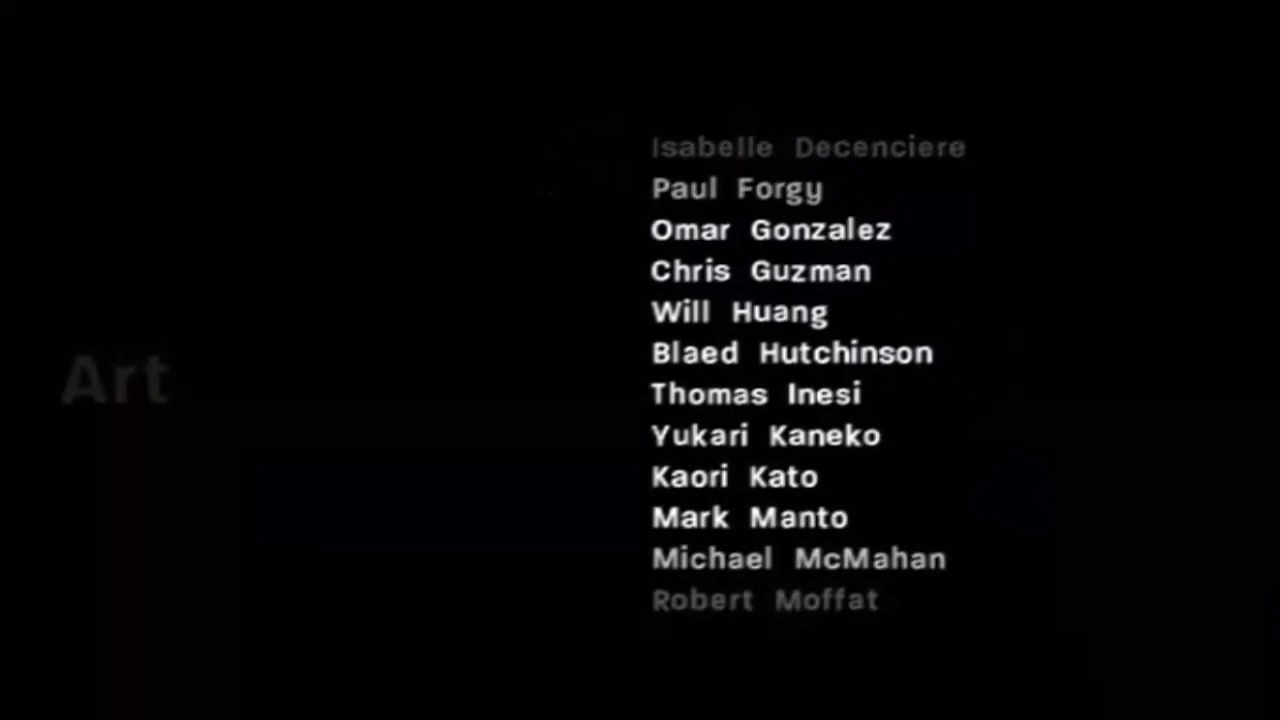 Art
Isabelle Decenciere
Paul Forgy
Omar Gonzalez
Chris Guzman
Will Huang
Blaed Hutchinson
Thomas Inesi
Yukari Kaneko
Kaori Kato
Mark Manto
Michael McMahan
Robert Moffat